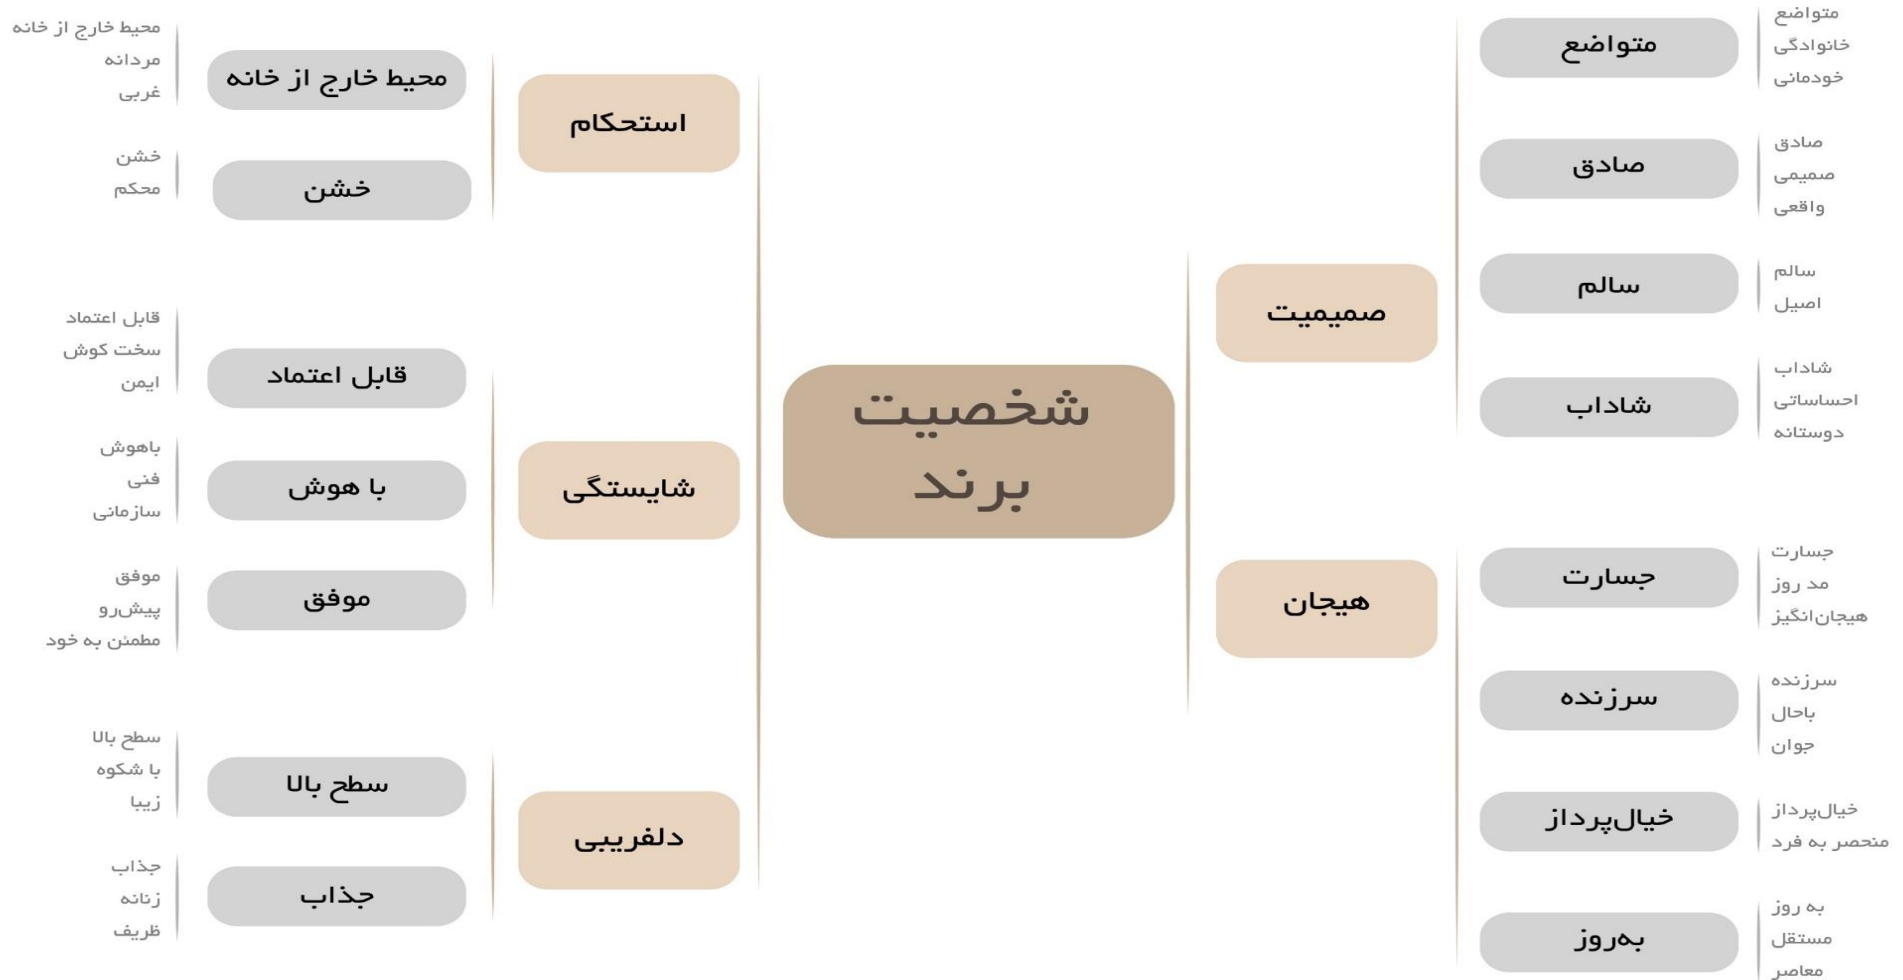 شخصیت
برند
صمیمیت
متواضع
متواضع
خانوادگی
خودمانی
صادق
صادق
صمیمی
واقعی
سالم
سالم
اصیل
شاداب
شاداب
احساساتی
دوستانه
هیجان
جسارت
جسارت
مد روز
هیجان‌انگیز
سرزنده
سرزنده
باحال
جوان
خیال‌پرداز
خیال‌پرداز
منحصر به فرد
به‌روز
به روز
مستقل
معاصر
استحکام
محیط خارج از خانه
محیط خارج از خانه
مردانه
غربی
خشن
خشن
محکم
شایستگی
قابل اعتماد
قابل اعتماد
سخت کوش
ایمن
با هوش
باهوش
فنی
سازمانی
موفق
موفق
پیش‌رو
مطمئن به خود
دلفریبی
سطح بالا
سطح بالا
با شکوه
زیبا
جذاب
جذاب
زنانه
ظریف